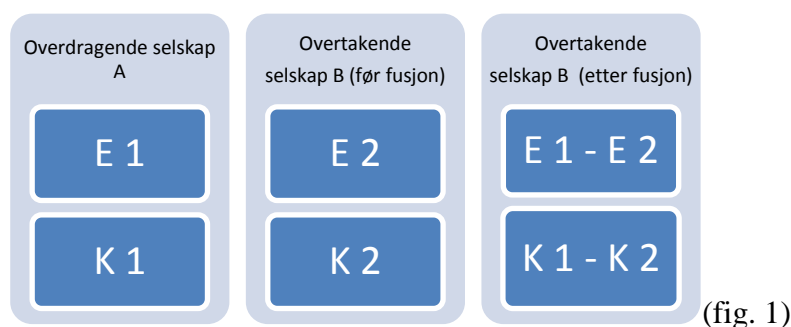 Overdragende selskap
A
E 1
K 1
Overtakende
selskap B (før fusjon)
E 2
K 2
Overtakende
selskap B (etter fusjon)
E 1 - E 2
K 1 - K 2
(fig. 1)